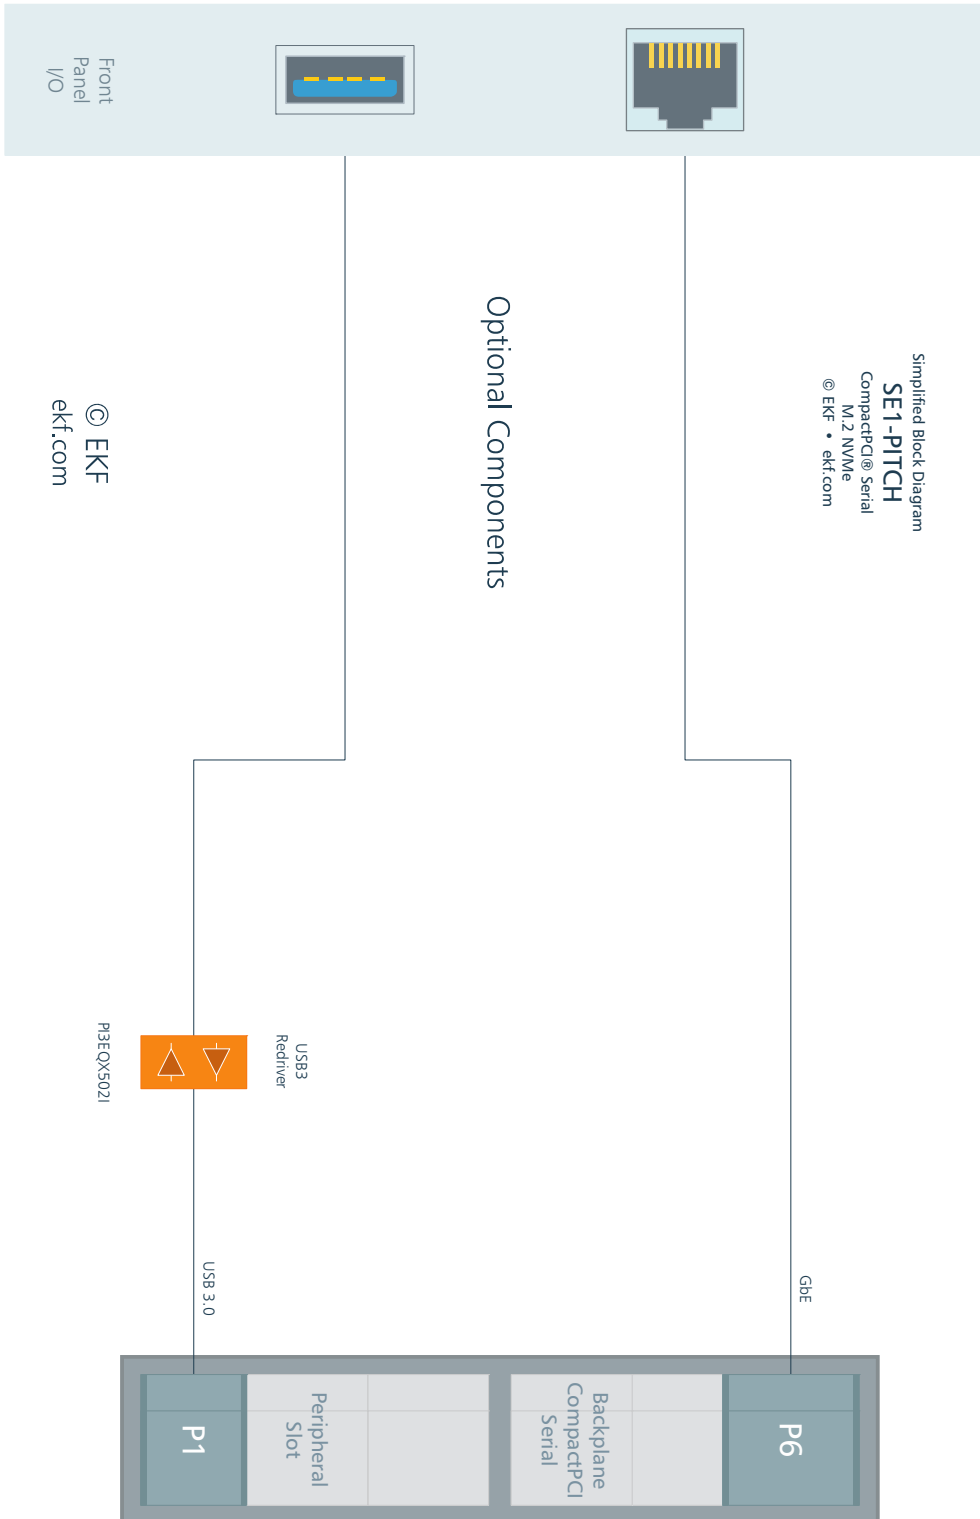 Simplified Block Diagram
SE1-PITCH
CompactPCI® Serial
M.2 NVMe
© EKF • ekf.com
Front
Panel
I/O
Optional Components
© EKF
ekf.com
USB3
Redriver
PI3EQX502I
GbE
USB 3.0
P6
Backplane
CompactPCI
Serial
Peripheral
Slot
P1